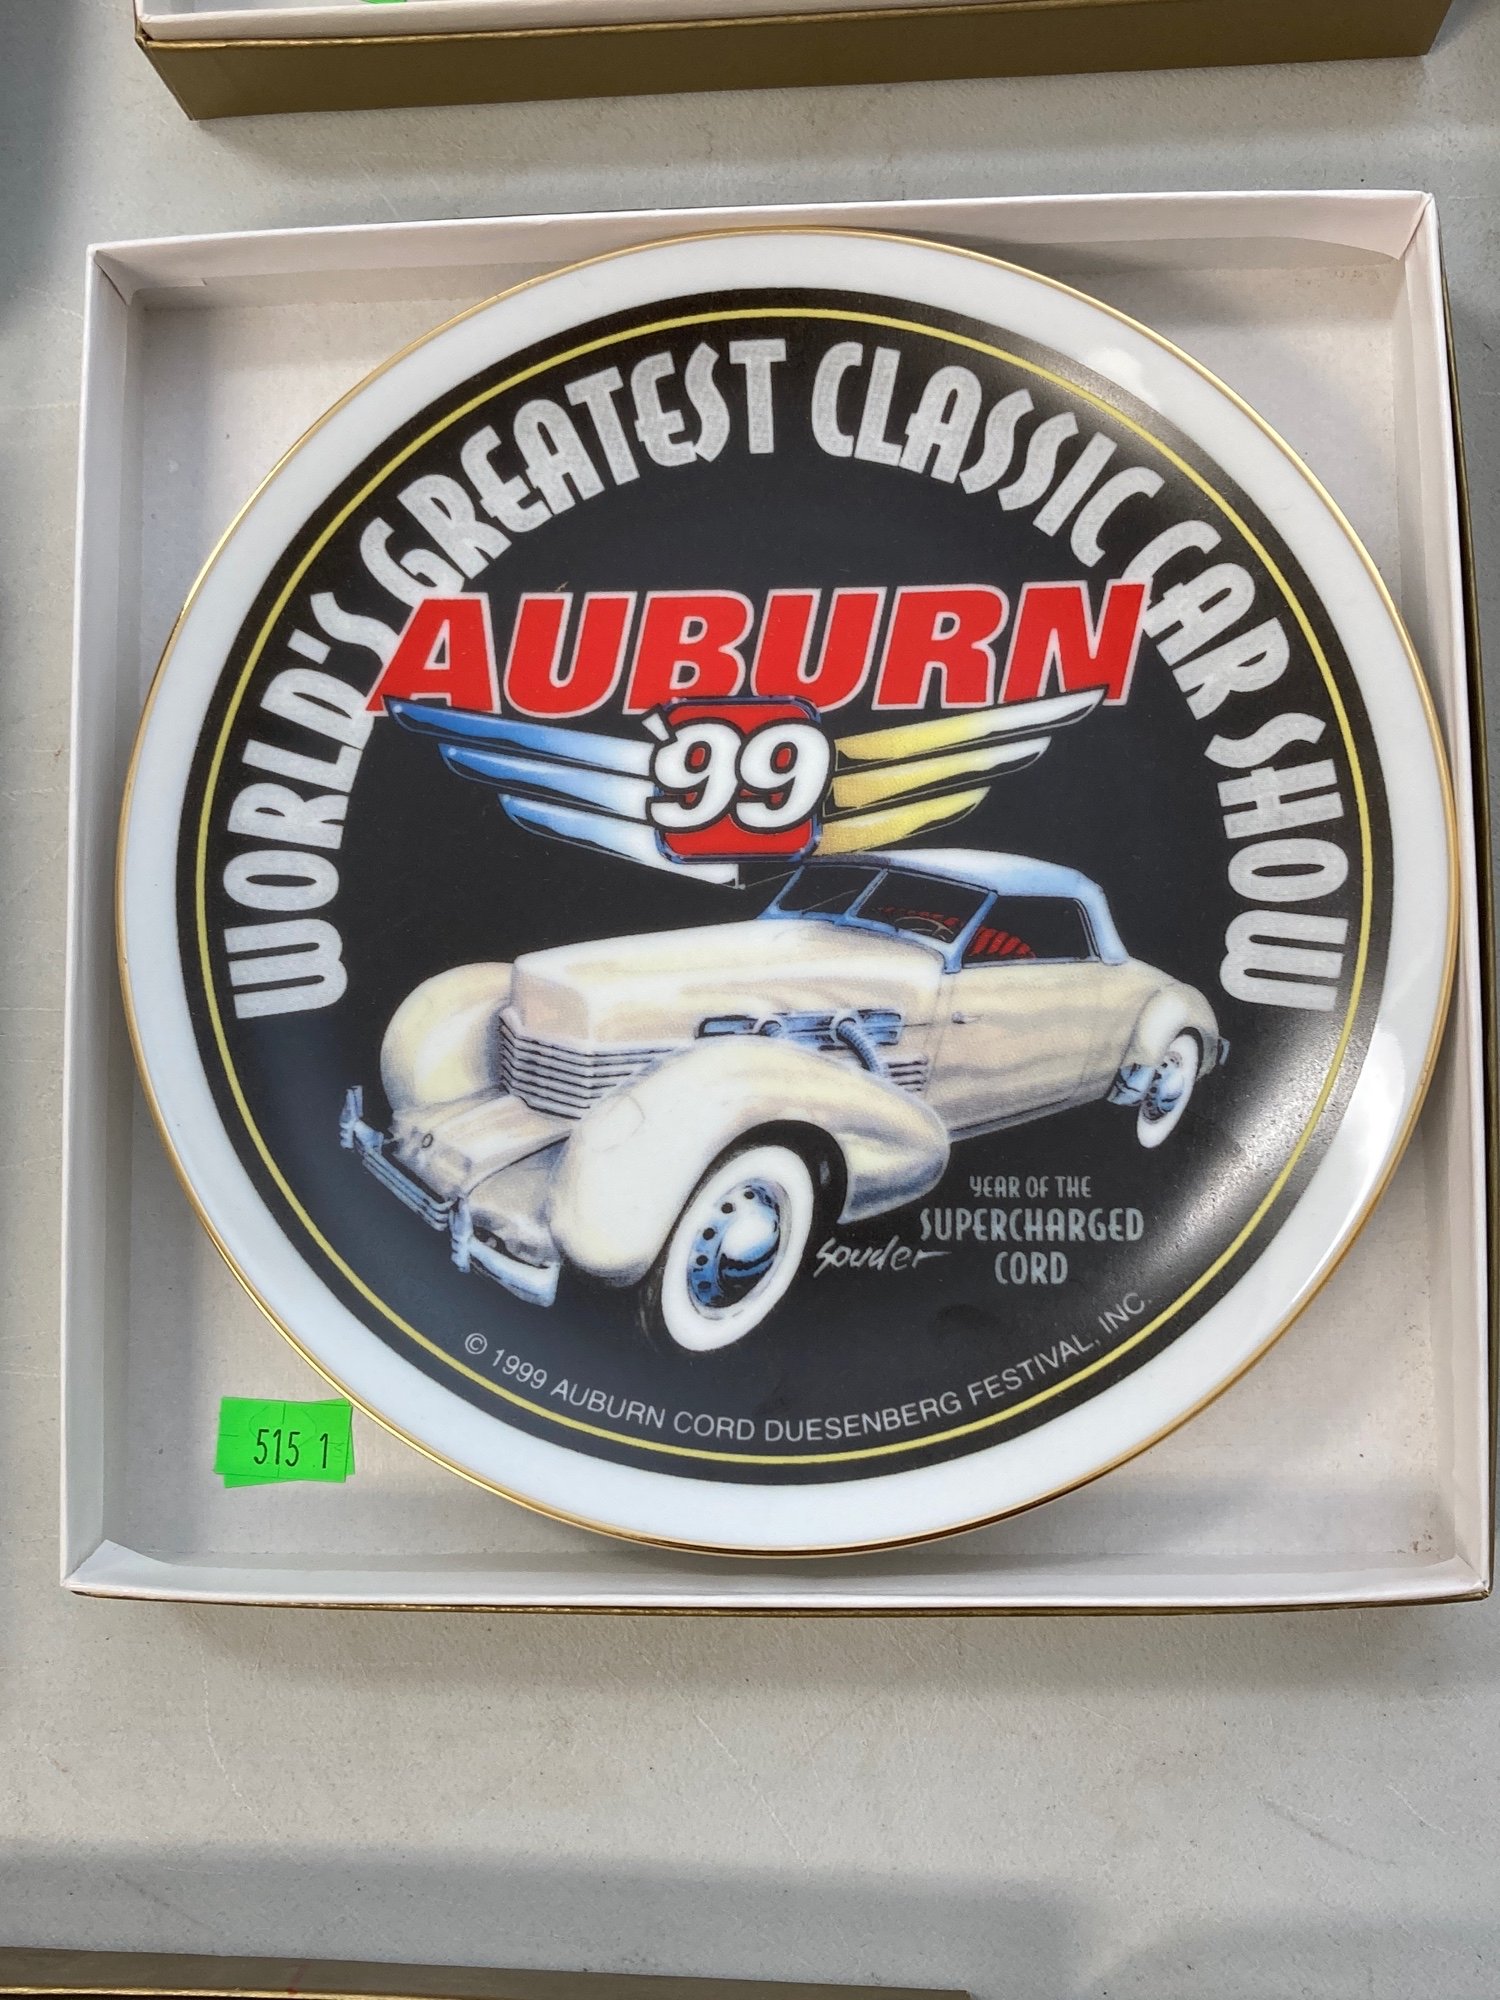 WORLD'S GREATEST CLASSIC CAR SHOW
AUBURN
'99
YEAR OF THE
SUPERCHARGED
CORD
Souder
© 1999 AUBURN CORD DUESENBERG FESTIVAL, INC.
515 1